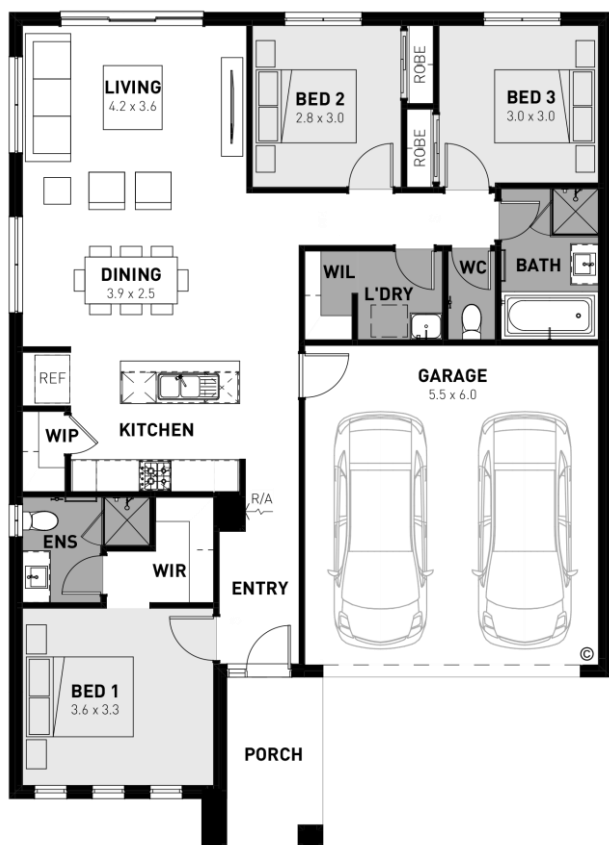 LIVING
4.2 x 3.6
BED 2
2.8 x 3.0
ROBE
ROBE
BED 3
3.0 x 3.0
DINING
3.9 x 2.5
WIL
L'DRY
WC
BATH
REF
GARAGE
5.5 x 6.0
WIP
KITCHEN
R/A
ENS
WIR
ENTRY
©
BED 1
3.6 x 3.3
PORCH